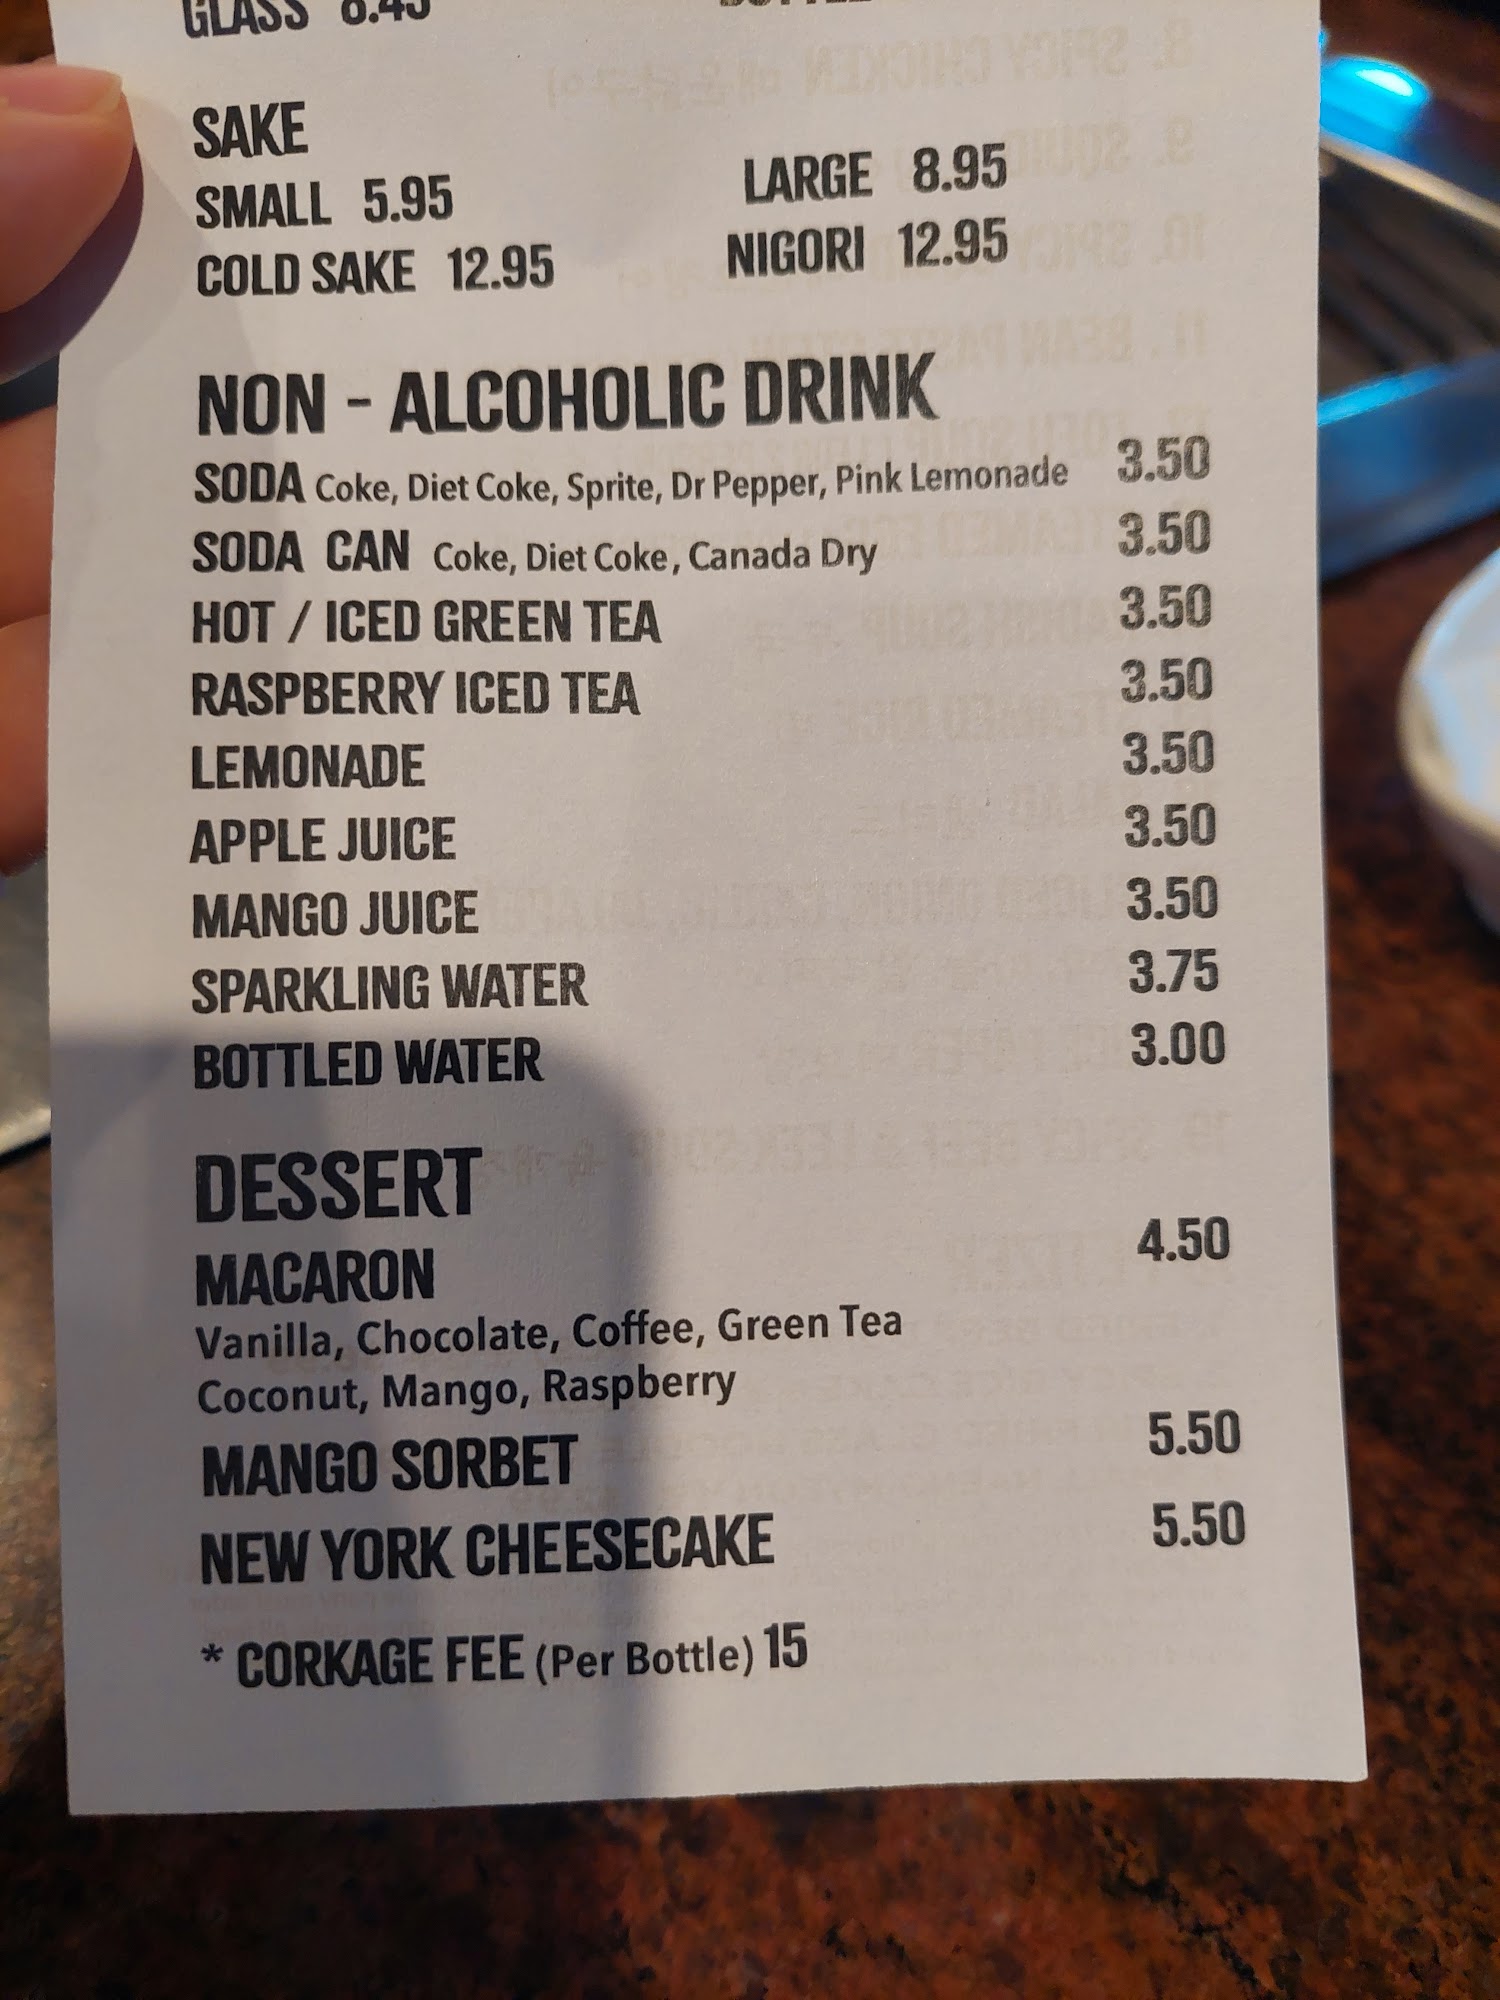 GLASS 8.45
SAKE
SMALL 5.95 LARGE 8.95
COLD SAKE 12.95 NIGORI 12.95
NON - ALCOHOLIC DRINK
SODA Coke, Diet Coke, Sprite, Dr Pepper, Pink Lemonade 3.50
SODA CAN Coke, Diet Coke, Canada Dry 3.50
HOT / ICED GREEN TEA 3.50
RASPBERRY ICED TEA 3.50
LEMONADE 3.50
APPLE JUICE 3.50
MANGO JUICE 3.50
SPARKLING WATER 3.75
BOTTLED WATER 3.00
DESSERT
MACARON 4.50
Vanilla, Chocolate, Coffee, Green Tea
Coconut, Mango, Raspberry
MANGO SORBET 5.50
NEW YORK CHEESECAKE 5.50
* CORKAGE FEE (Per Bottle) 15